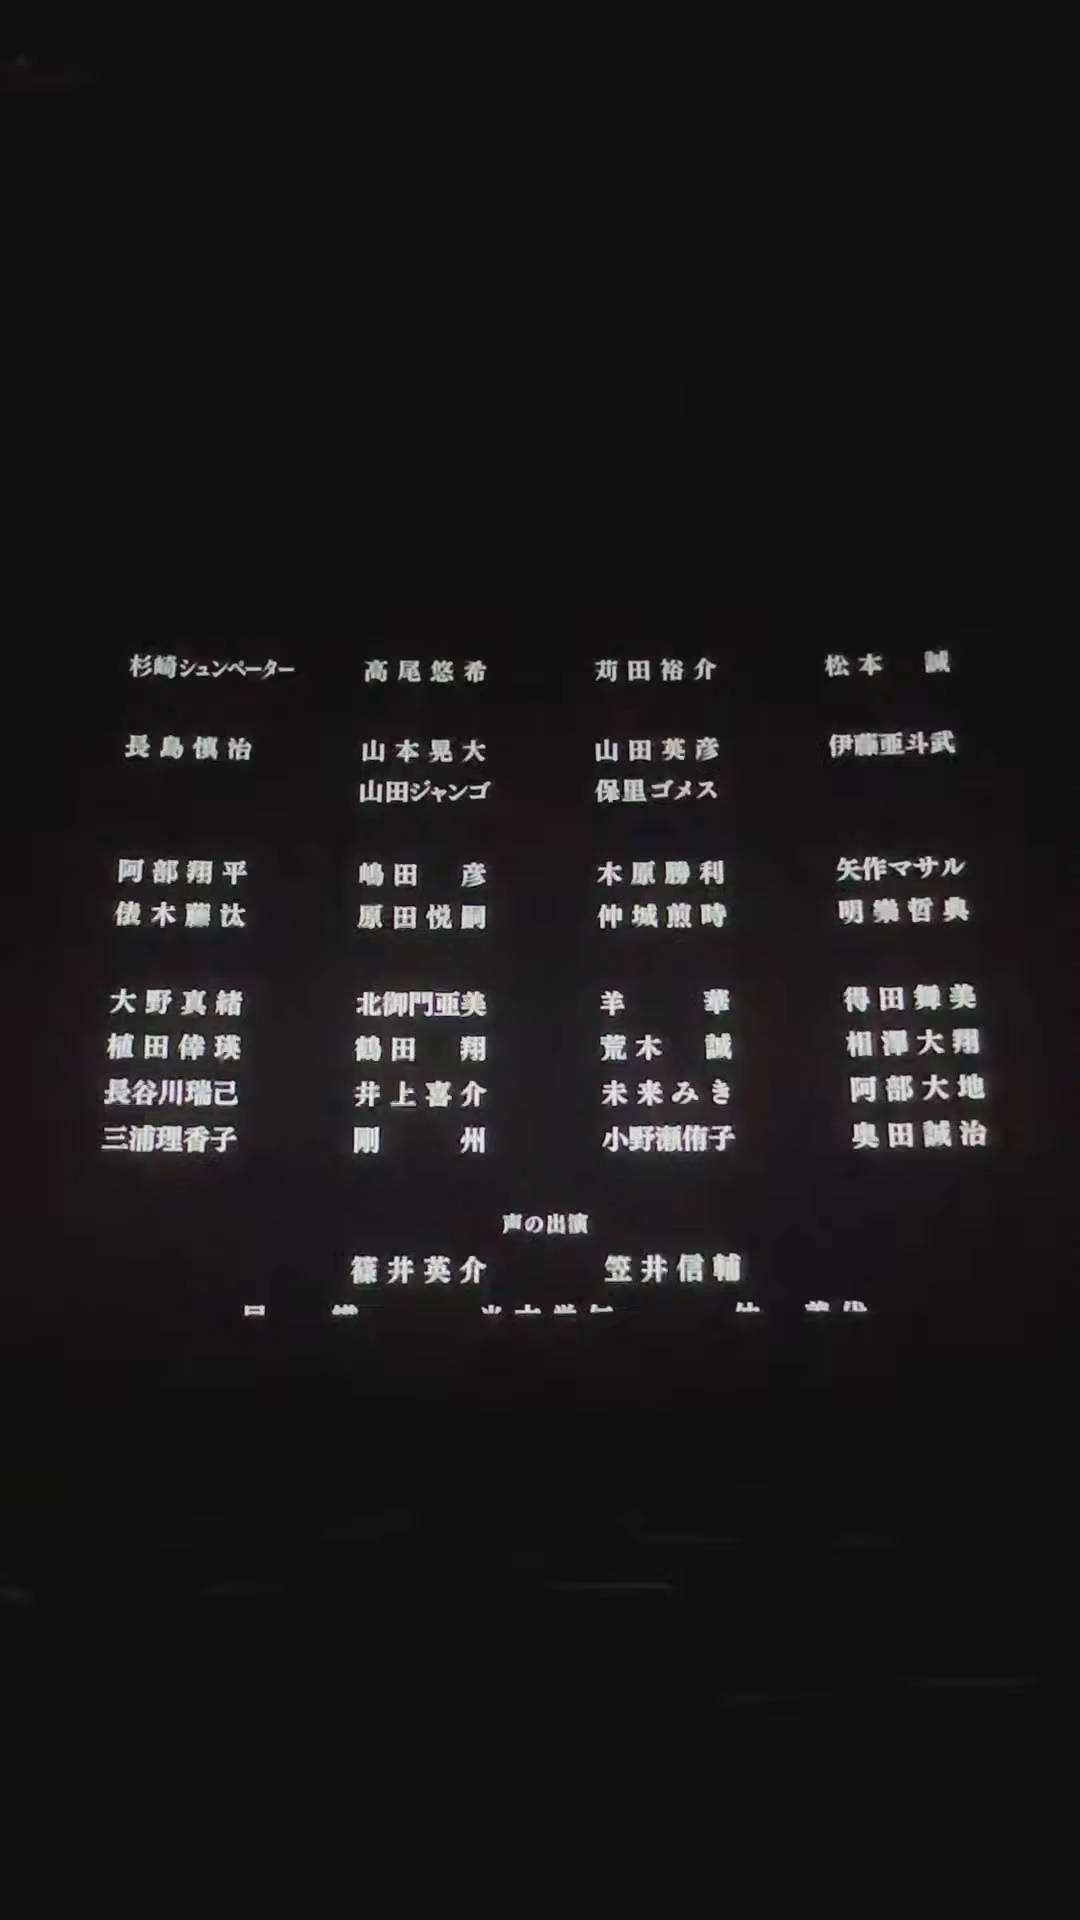 杉崎シュンペーター 高尾悠希 苅田裕介 松本 誠
長島慎治 山本晃大 山田英彦 伊藤亜斗武
山田ジャンゴ 保里ゴメス
阿部翔平 嶋田 彦 木原勝利 矢作マサル
俵木藤汰 原田悦嗣 仲城煎時 明樂哲典
大野真緒 北御門亜美 羊 華 得田舞美
植田倖瑛 鶴田 翔 荒木 誠 相澤大翔
長谷川瑞己 井上喜介 未来みき 阿部大地
三浦理香子 剛 州 小野瀬侑子 奥田誠治
声の出演
篠井英介 笠井信輔